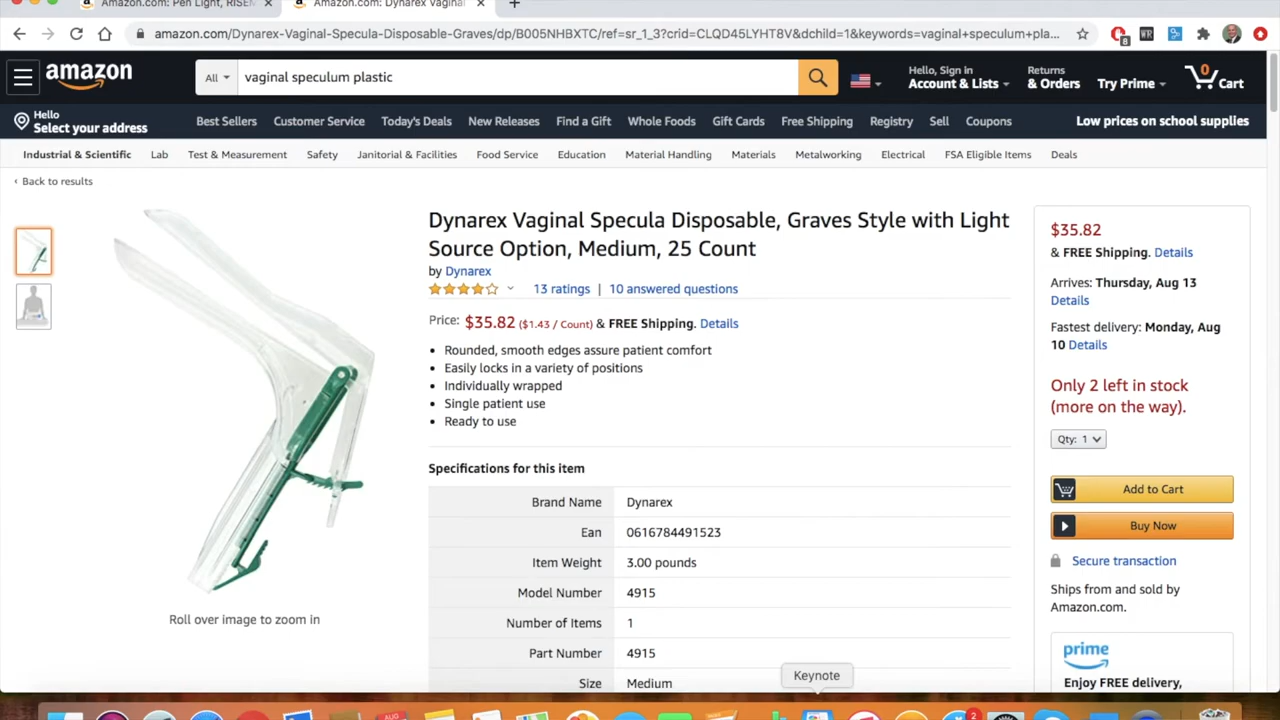 Amazon.com: Pen Light, RISEM
Amazon.com: Dynarex Vaginal
amazon.com/Dynarex-Vaginal-Specula-Disposable-Graves/dp/B005NHBXTC/ref=sr_1_3?crid=CLQD45LYHT8V&dchild=1&keywords=vaginal+speculum+pla...
8
WR
amazon
All
vaginal speculum plastic
Hello, Sign in
Account & Lists
Returns
& Orders
Try Prime
0
Cart
Hello
Select your address
Best Sellers
Customer Service
Today's Deals
New Releases
Find a Gift
Whole Foods
Gift Cards
Free Shipping
Registry
Sell
Coupons
Low prices on school supplies
Industrial & Scientific
Lab
Test & Measurement
Safety
Janitorial & Facilities
Food Service
Education
Material Handling
Materials
Metalworking
Electrical
FSA Eligible Items
Deals
‹ Back to results
Roll over image to zoom in
Dynarex Vaginal Specula Disposable, Graves Style with Light
Source Option, Medium, 25 Count
by Dynarex
13 ratings | 10 answered questions
Price: $35.82 ($1.43 / Count) & FREE Shipping. Details
• Rounded, smooth edges assure patient comfort
• Easily locks in a variety of positions
• Individually wrapped
• Single patient use
• Ready to use
Specifications for this item
Brand Name Dynarex
Ean 0616784491523
Item Weight 3.00 pounds
Model Number 4915
Number of Items 1
Part Number 4915
Size Medium
$35.82
& FREE Shipping. Details
Arrives: Thursday, Aug 13
Details
Fastest delivery: Monday, Aug
10 Details
Only 2 left in stock
(more on the way).
Qty: 1
Add to Cart
Buy Now
Secure transaction
Ships from and sold by
Amazon.com.
prime
Enjoy FREE delivery,
Keynote
AUG
2